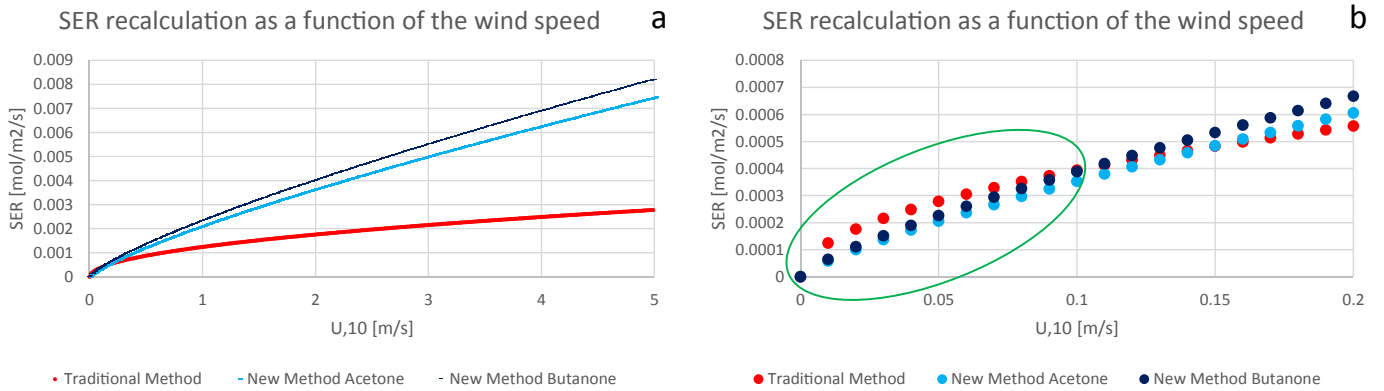 SER recalculation as a function of the wind speed
a
0.009
0.008
0.007
0.006
0.005
0.004
0.003
0.002
0.001
0
SER [mol/m2/s]
0
1
2
3
4
5
U,10 [m/s]
Traditional Method
New Method Acetone
New Method Butanone
SER recalculation as a function of the wind speed
b
0.0008
0.0007
0.0006
0.0005
0.0004
0.0003
0.0002
0.0001
0
SER [mol/m2/s]
0
0.05
0.1
0.15
0.2
U,10 [m/s]
Traditional Method
New Method Acetone
New Method Butanone